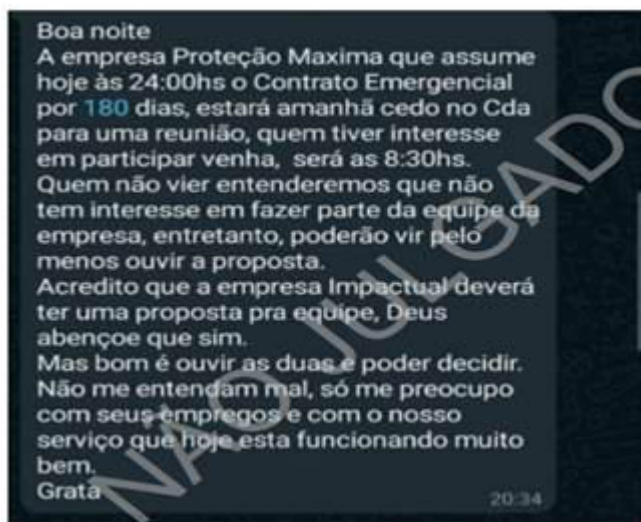 Boa noite
A empresa Proteção Maxima que assume
hoje às 24:00hs o Contrato Emergencial
por 180 dias, estará amanhã cedo no Cda
para uma reunião, quem tiver interesse
em participar venha, será as 8:30hs.
Quem não vier entenderemos que não
tem interesse em fazer parte da equipe da
empresa, entretanto, poderão vir pelo
menos ouvir a proposta.
Acredito que a empresa Impactual deverá
ter uma proposta pra equipe, Deus
abençoe que sim.
Mas bom é ouvir as duas e poder decidir.
Não me entendam mal, só me preocupo
com seus empregos e com o nosso
serviço que hoje esta funcionando muito
bem.
Grata
20:34
NÃO JULGADO